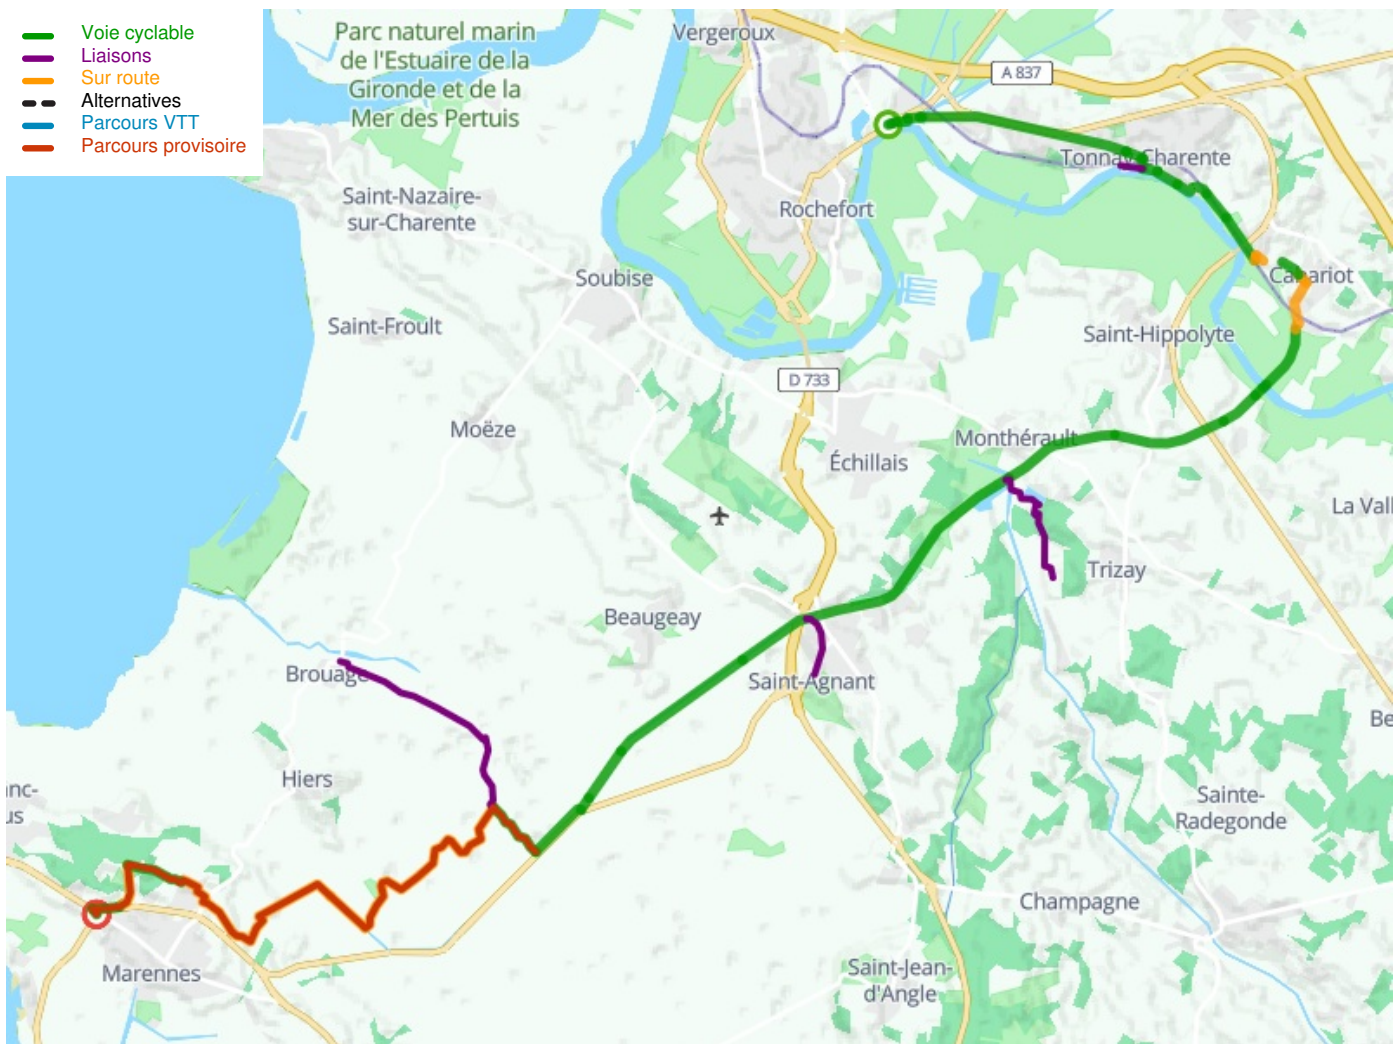 Voie cyclable
Liaisons
Sur route
Alternatives
Parcours VTT
Parcours provisoire
Parc naturel marin
de l'Estuaire de la
Gironde et de la
Mer des Pertuis
Vergeroux
A 837
Tonnay-Charente
Saint-Nazaire-
sur-Charente
Rochefort
Soubise
Cabariot
Saint-Froult
Saint-Hippolyte
D 733
Moëze
Monthérault
Échillais
La Vall
Trizay
Beaugeay
Brouage
Saint-Agnant
Be
Hiers
anc-
us
Sainte-
Radegonde
Champagne
Marennes
Saint-Jean-
d'Angle